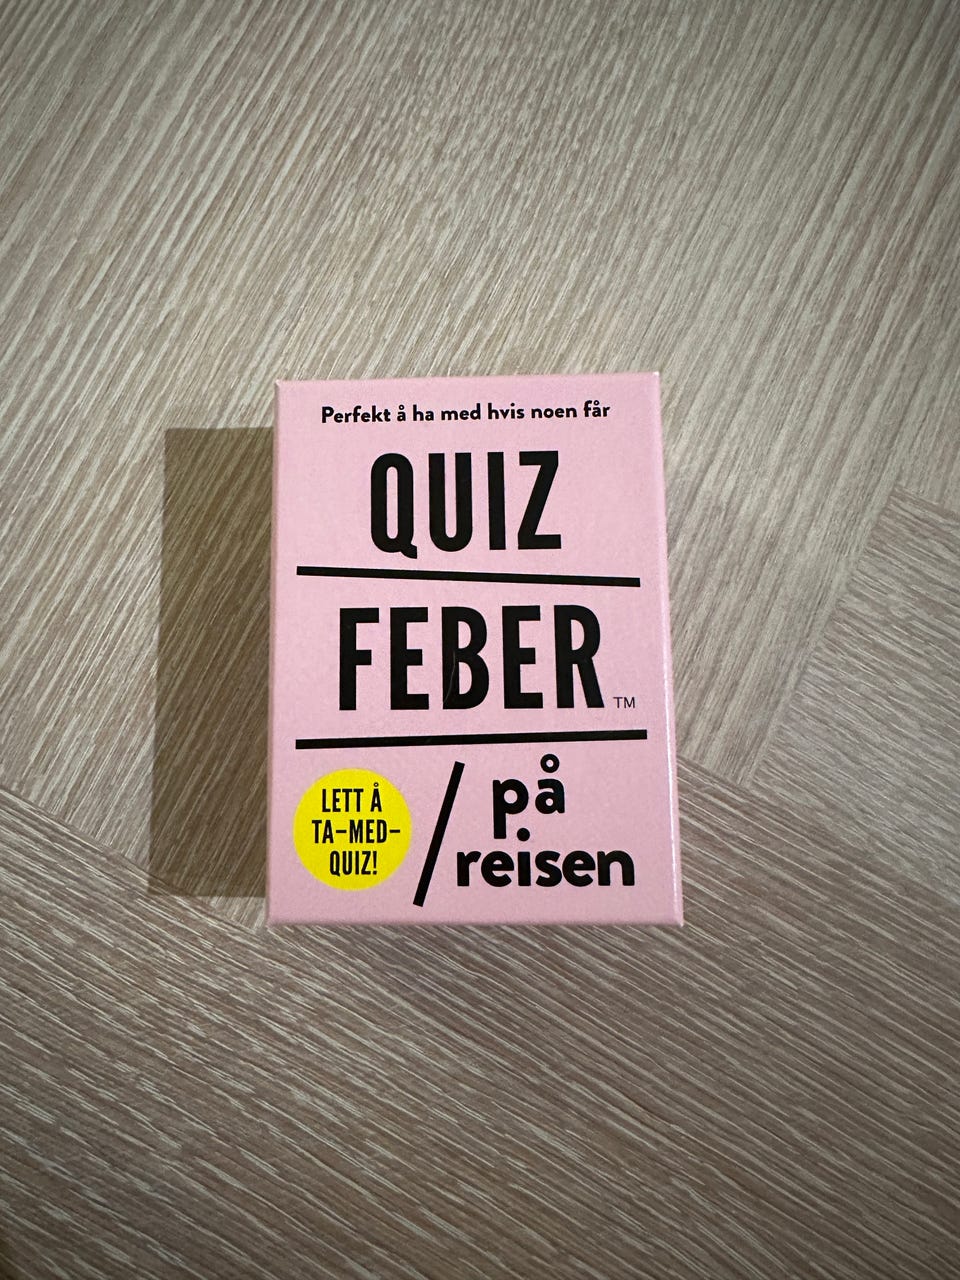 Perfekt å ha med hvis noen får
QUIZ
FEBER™
LETT Å
TA-MED-
QUIZ!
på
reisen